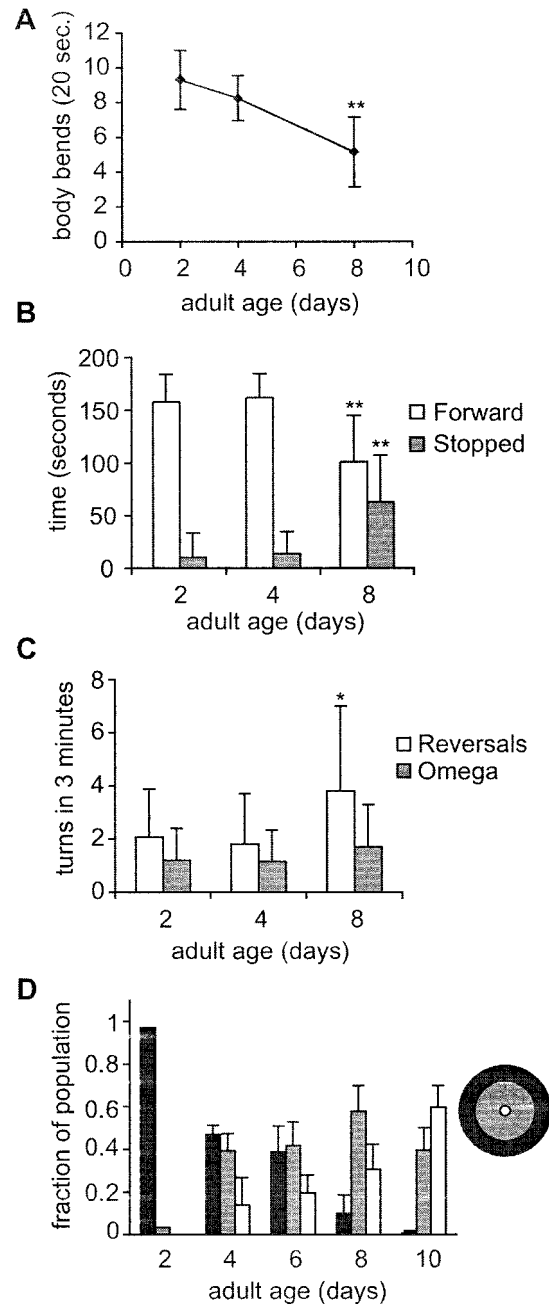 A
body bends (20 sec.)
12
10
8
6
4
2
0
**
0 2 4 6 8 10
adult age (days)
B
time (seconds)
200
150
100
50
0
**
**
Forward
Stopped
2 4 8
adult age (days)
C
turns in 3 minutes
8
6
4
2
0
*
Reversals
Omega
2 4 8
adult age (days)
D
fraction of population
1
0.8
0.6
0.4
0.2
0
2 4 6 8 10
adult age (days)